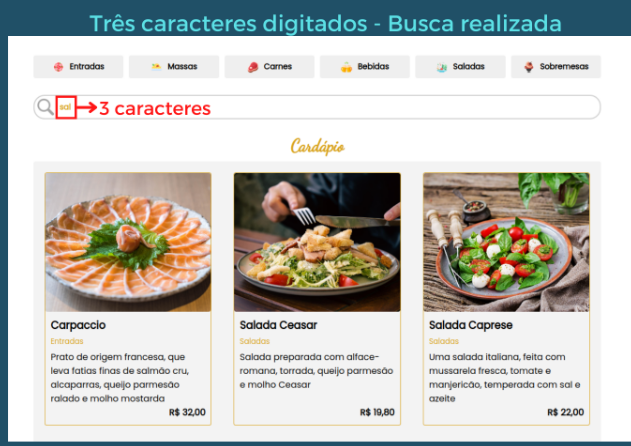 Três caracteres digitados - Busca realizada
Entradas Massas Carnes Bebidas Saladas Sobremesas
sal 3 caracteres
Cardápio
Carpaccio
Entradas
Prato de origem francesa, que
leva fatias finas de salmão cru,
alcaparras, queijo parmesão
ralado e molho mostarda
R$ 32,00
Salada Ceasar
Saladas
Salada preparada com alface-
romana, torrada, queijo parmesão
e molho Ceasar
R$ 19,80
Salada Caprese
Saladas
Uma salada italiana, feita com
mussarela fresca, tomate e
manjericão, temperada com sal e
azeite
R$ 22,00